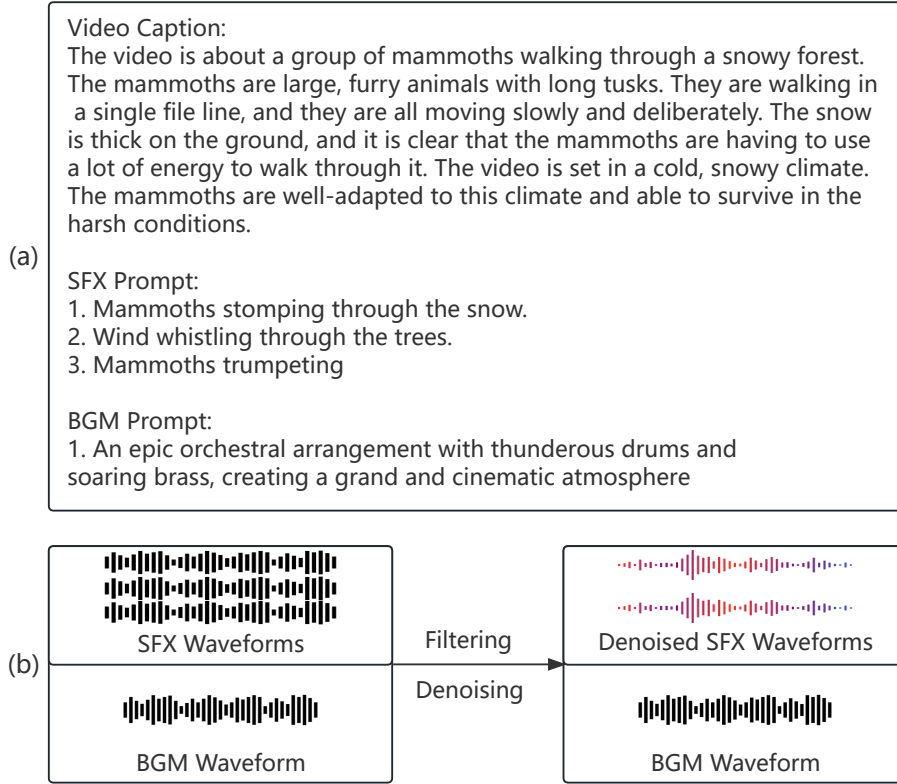 Video Caption:
The video is about a group of mammoths walking through a snowy forest.
The mammoths are large, furry animals with long tusks. They are walking in
a single file line, and they are all moving slowly and deliberately. The snow
is thick on the ground, and it is clear that the mammoths are having to use
a lot of energy to walk through it. The video is set in a cold, snowy climate.
The mammoths are well-adapted to this climate and able to survive in the
harsh conditions.
(a)
SFX Prompt:
1. Mammoths stomping through the snow.
2. Wind whistling through the trees.
3. Mammoths trumpeting
BGM Prompt:
1. An epic orchestral arrangement with thunderous drums and
soaring brass, creating a grand and cinematic atmosphere
(b)
SFX Waveforms
BGM Waveform
Filtering
Denoising
Denoised SFX Waveforms
BGM Waveform